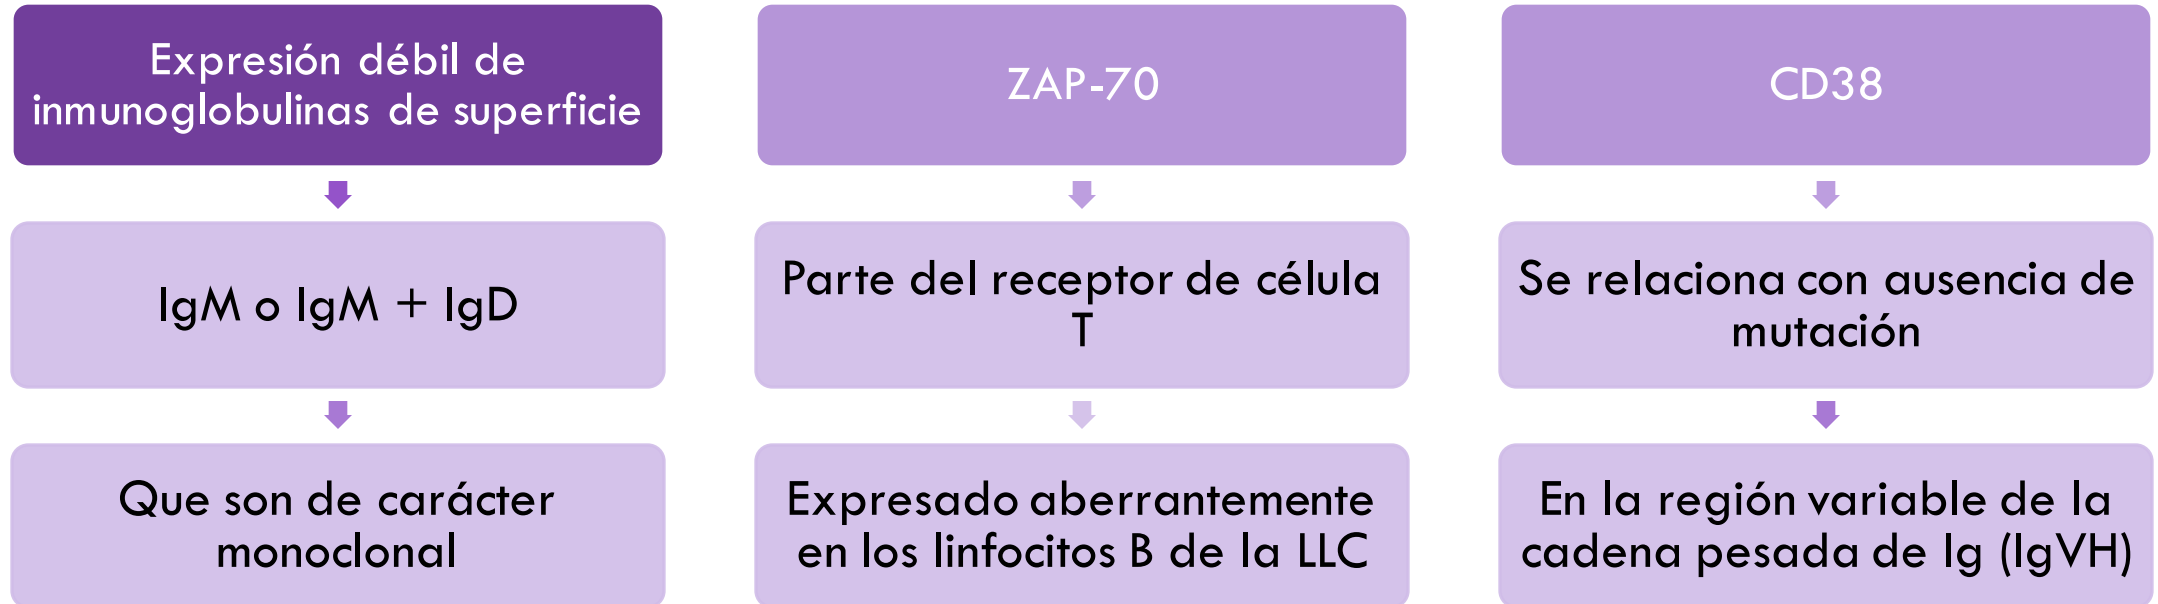 Expresión débil de
inmunoglobulinas de superficie
IgM o IgM + IgD
Que son de carácter
monoclonal
ZAP-70
Parte del receptor de célula
T
Expresado aberrantemente
en los linfocitos B de la LLC
CD38
Se relaciona con ausencia de
mutación
En la región variable de la
cadena pesada de Ig (IgVH)